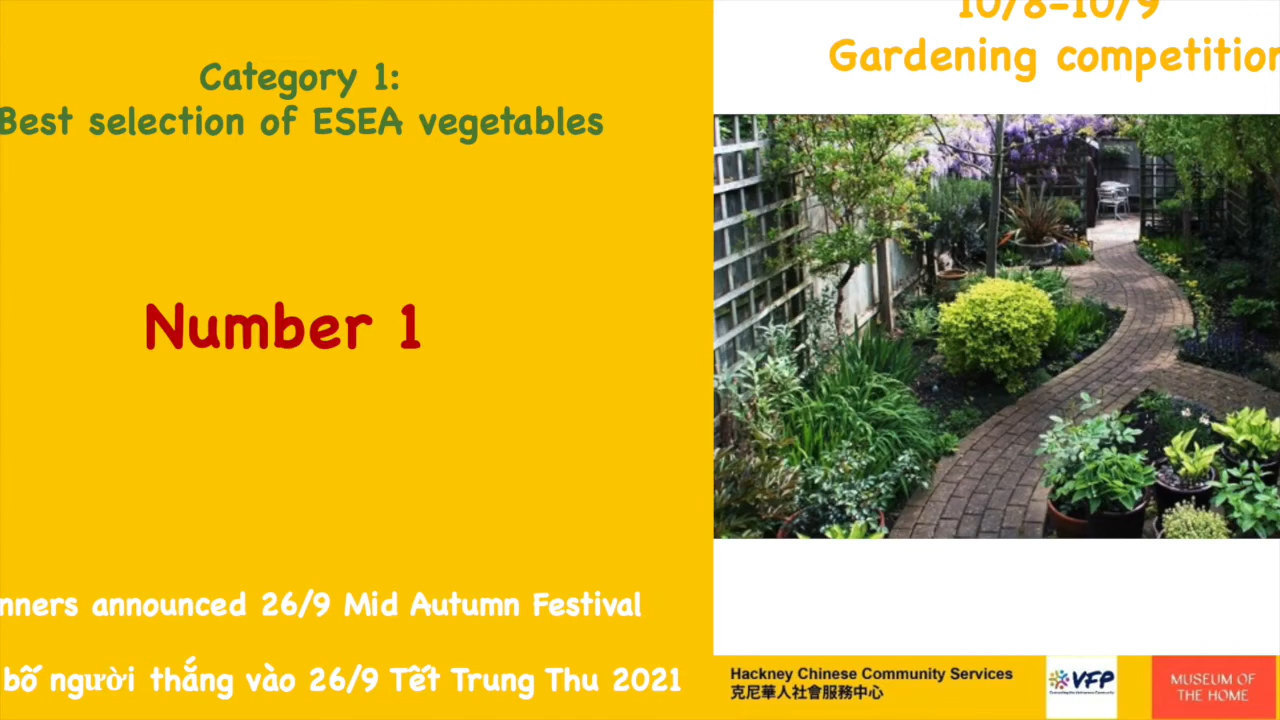 Category 1:
Best selection of ESEA vegetables
Number 1
nners announced 26/9 Mid Autumn Festival
bố người thắng vào 26/9 Tết Trung Thu 2021
10/8-10/9
Gardening competition
Hackney Chinese Community Services
克尼華人社會服務中心
VFP
MUSEUM OF
THE HOME